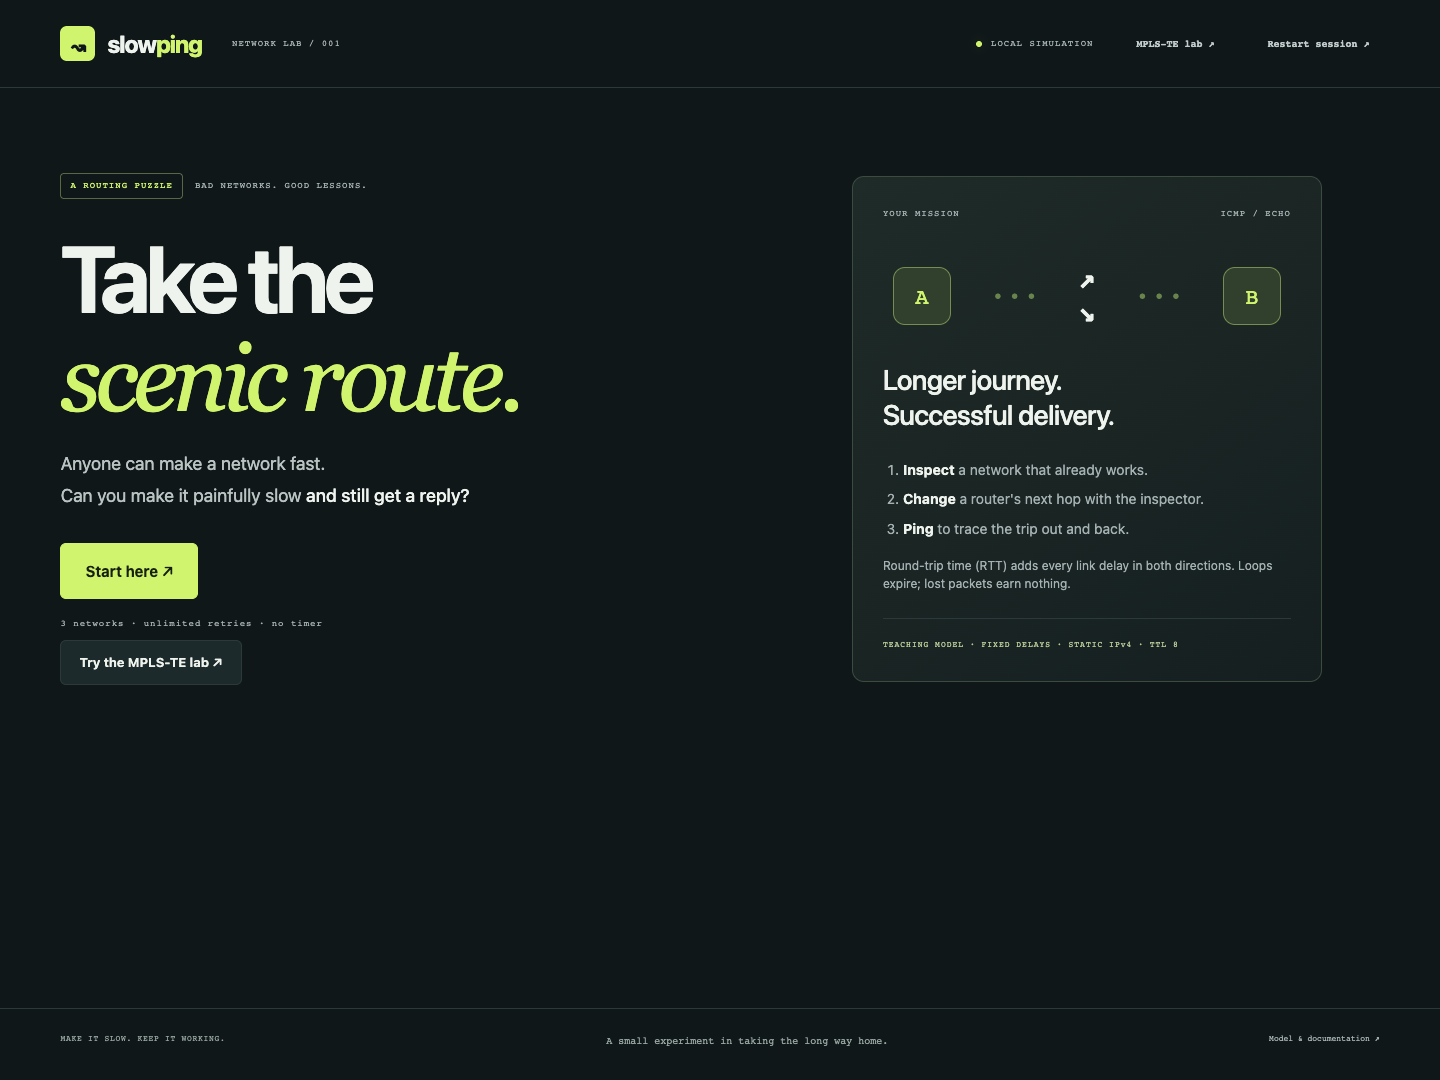 slowping
NETWORK LAB / 001
LOCAL SIMULATION
MPLS-TE lab ↗
Restart session ↗
A ROUTING PUZZLE
BAD NETWORKS. GOOD LESSONS.
Take the
scenic route.
Anyone can make a network fast.
Can you make it painfully slow and still get a reply?
Start here ↗
3 networks · unlimited retries · no timer
Try the MPLS-TE lab ↗
YOUR MISSION
ICMP / ECHO
A
B
Longer journey.
Successful delivery.
1. Inspect a network that already works.
2. Change a router's next hop with the inspector.
3. Ping to trace the trip out and back.
Round-trip time (RTT) adds every link delay in both directions. Loops
expire; lost packets earn nothing.
TEACHING MODEL · FIXED DELAYS · STATIC IPv4 · TTL 8
MAKE IT SLOW. KEEP IT WORKING.
A small experiment in taking the long way home.
Model & documentation ↗